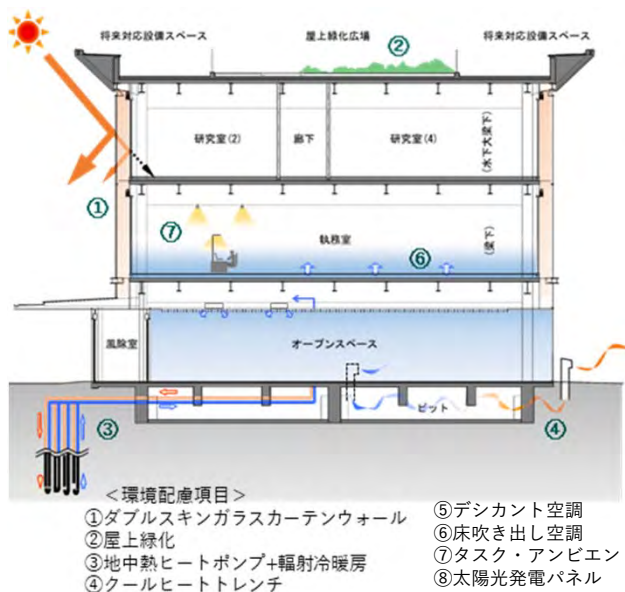 将来対応設備スペース
屋上緑化広場
将来対応設備スペース
②
研究室(2)
廊下
研究室(4)
①
⑦
執務室
⑥
(梁下)
風除室
オープンスペース
ピット
③
④
＜環境配慮項目＞
①ダブルスキンガラスカーテンウォール
②屋上緑化
③地中熱ヒートポンプ+輻射冷暖房
④クールヒートトレンチ
⑤デシカント空調
⑥床吹き出し空調
⑦タスク・アンビエン
⑧太陽光発電パネル